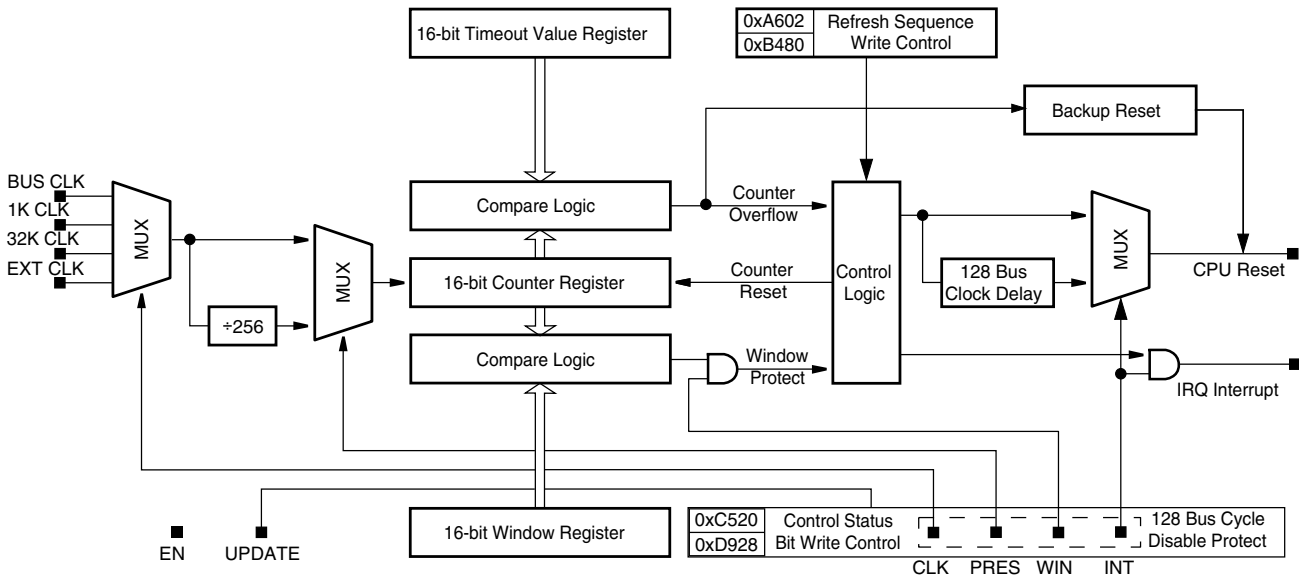 16-bit Timeout Value Register
0xA602
0xB480
Refresh Sequence
Write Control
Backup Reset
BUS CLK
1K CLK
32K CLK
EXT CLK
MUX
÷256
MUX
Compare Logic
16-bit Counter Register
Compare Logic
Counter
Overflow
Counter
Reset
Window
Protect
Control
Logic
128 Bus
Clock Delay
MUX
CPU Reset
IRQ Interrupt
EN
UPDATE
16-bit Window Register
0xC520
0xD928
Control Status
Bit Write Control
128 Bus Cycle
Disable Protect
CLK
PRES
WIN
INT